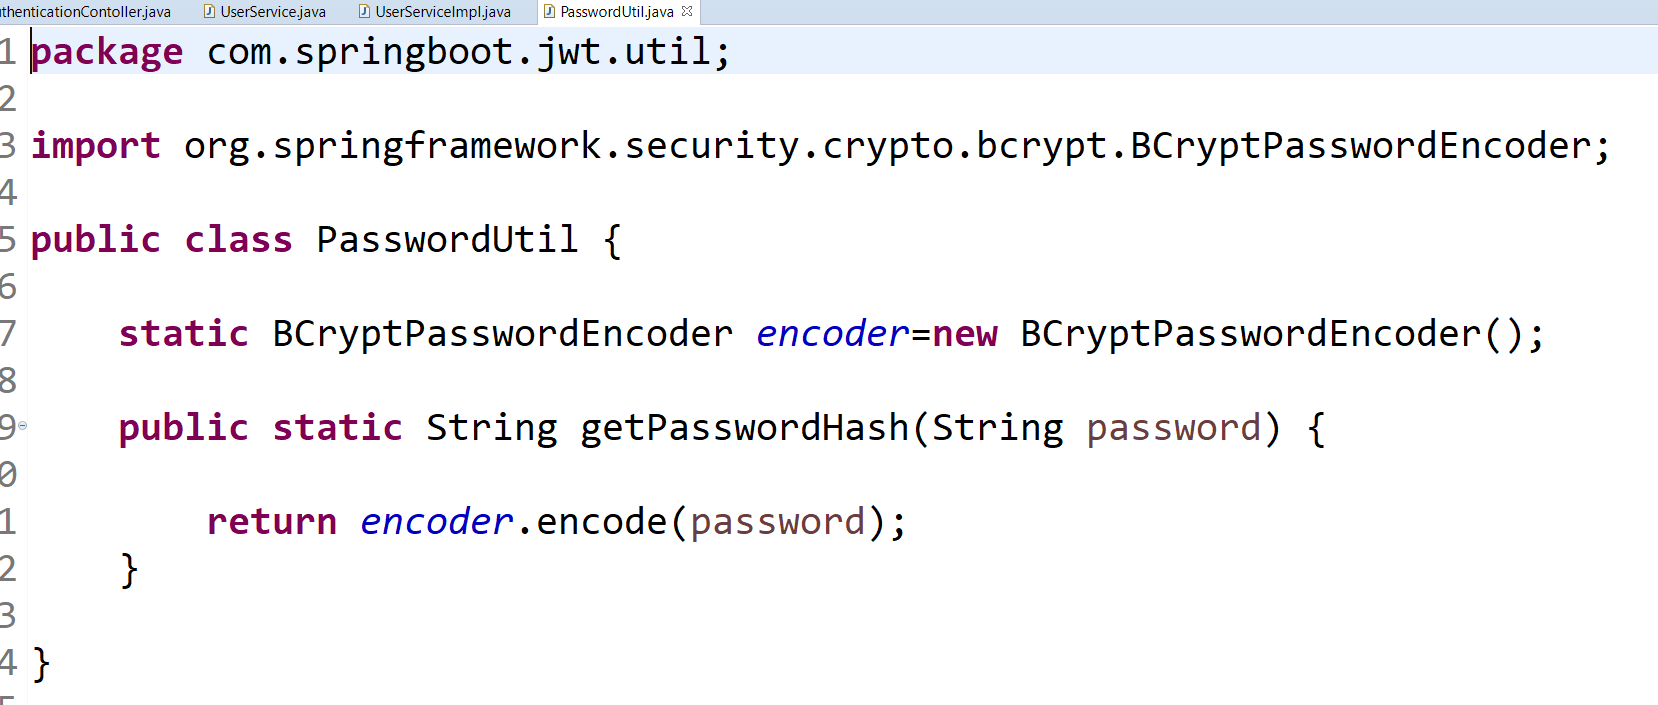 uthenticationContoller.java UserService.java UserServiceImpl.java PasswordUtil.java
1 package com.springboot.jwt.util;
2
3 import org.springframework.security.crypto.bcrypt.BCryptPasswordEncoder;
4
5 public class PasswordUtil {
6
7 static BCryptPasswordEncoder encoder=new BCryptPasswordEncoder();
8
9 public static String getPasswordHash(String password) {
0
1 return encoder.encode(password);
2 }
3
4 }